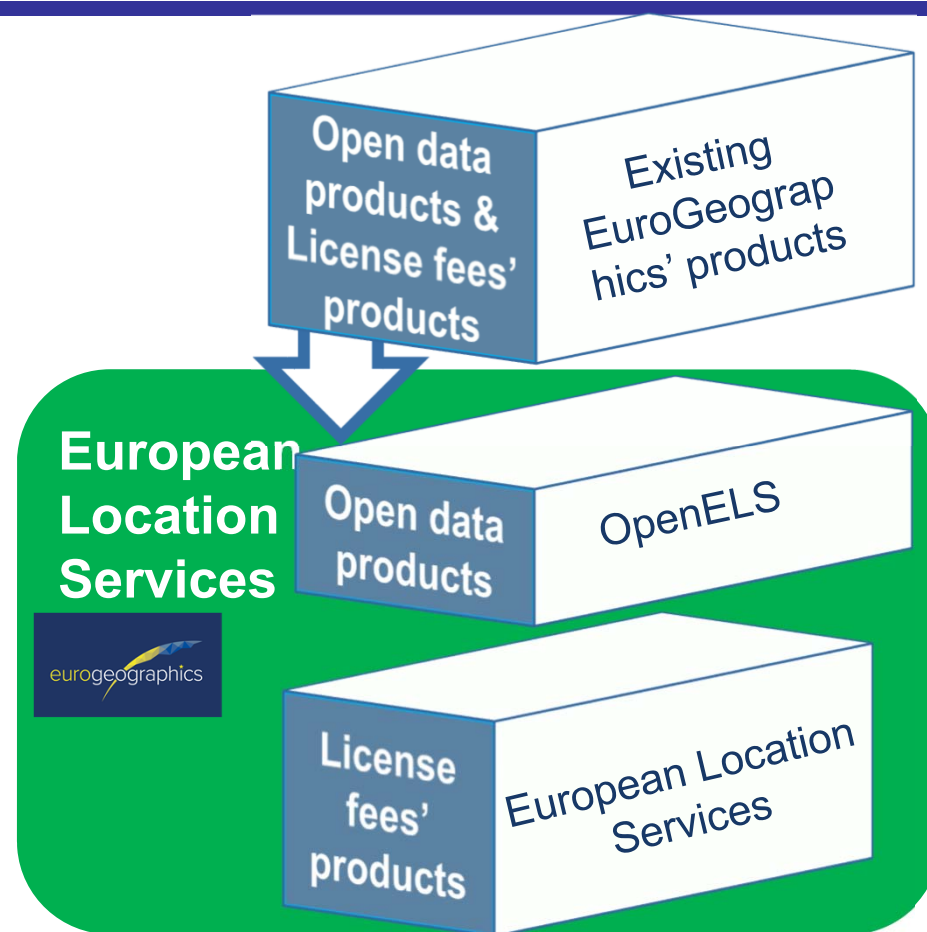 Open data
products &
License fees’
products
Existing
EuroGeograp
hics’ products
European
Location
Services
Open data
products
OpenELS
eurogeographics
License
fees’
products
European Location
Services